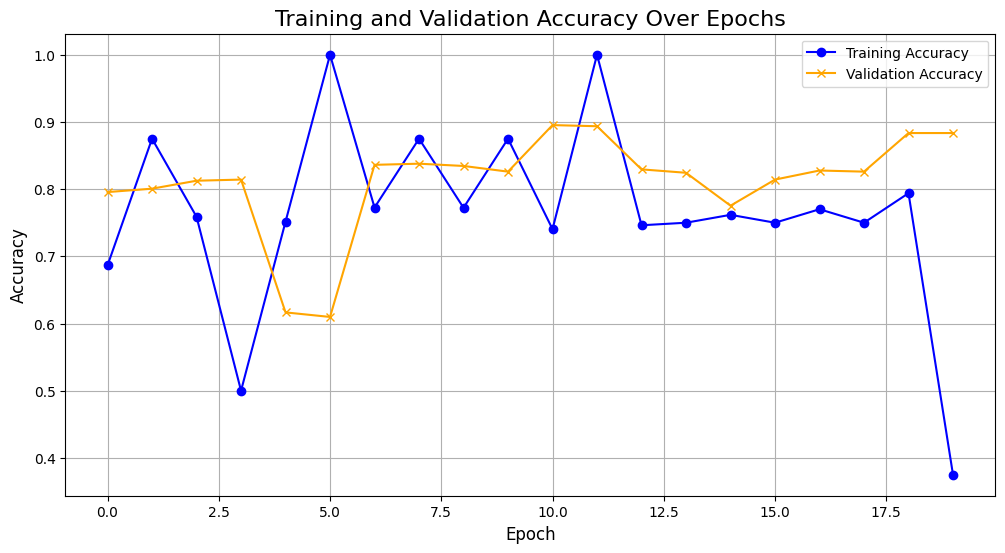 Training and Validation Accuracy Over Epochs
Training Accuracy
Validation Accuracy
Accuracy
1.0
0.9
0.8
0.7
0.6
0.5
0.4
0.0 2.5 5.0 7.5 10.0 12.5 15.0 17.5
Epoch